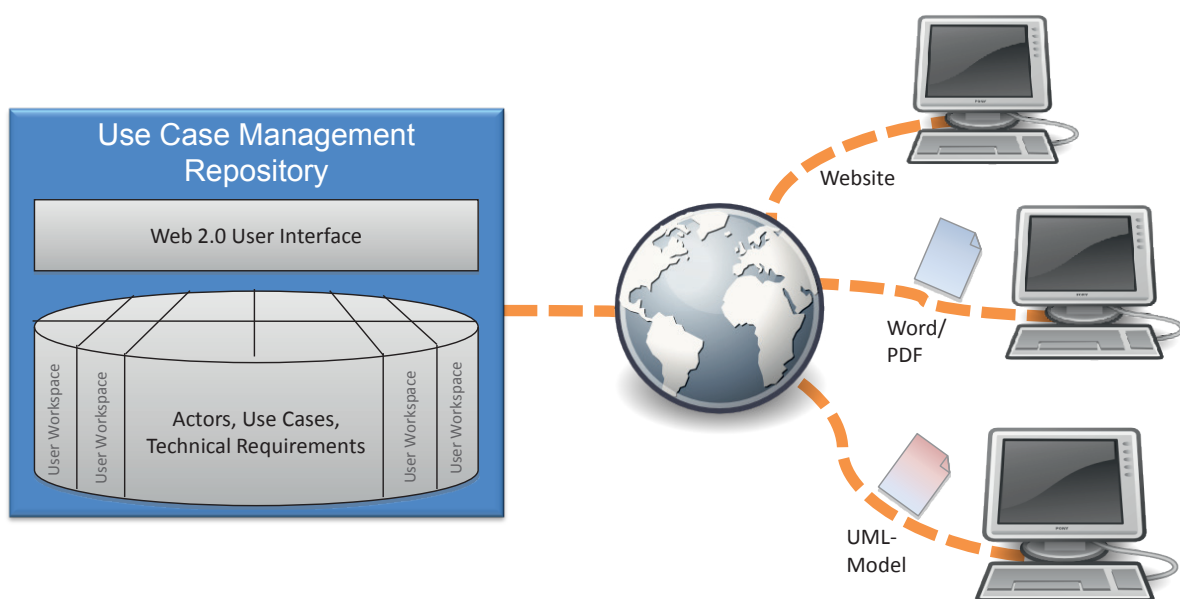 Use Case Management
Repository
Web 2.0 User Interface
User Workspace
User Workspace
Actors, Use Cases,
Technical Requirements
User Workspace
User Workspace
Website
Word/
PDF
UML-
Model